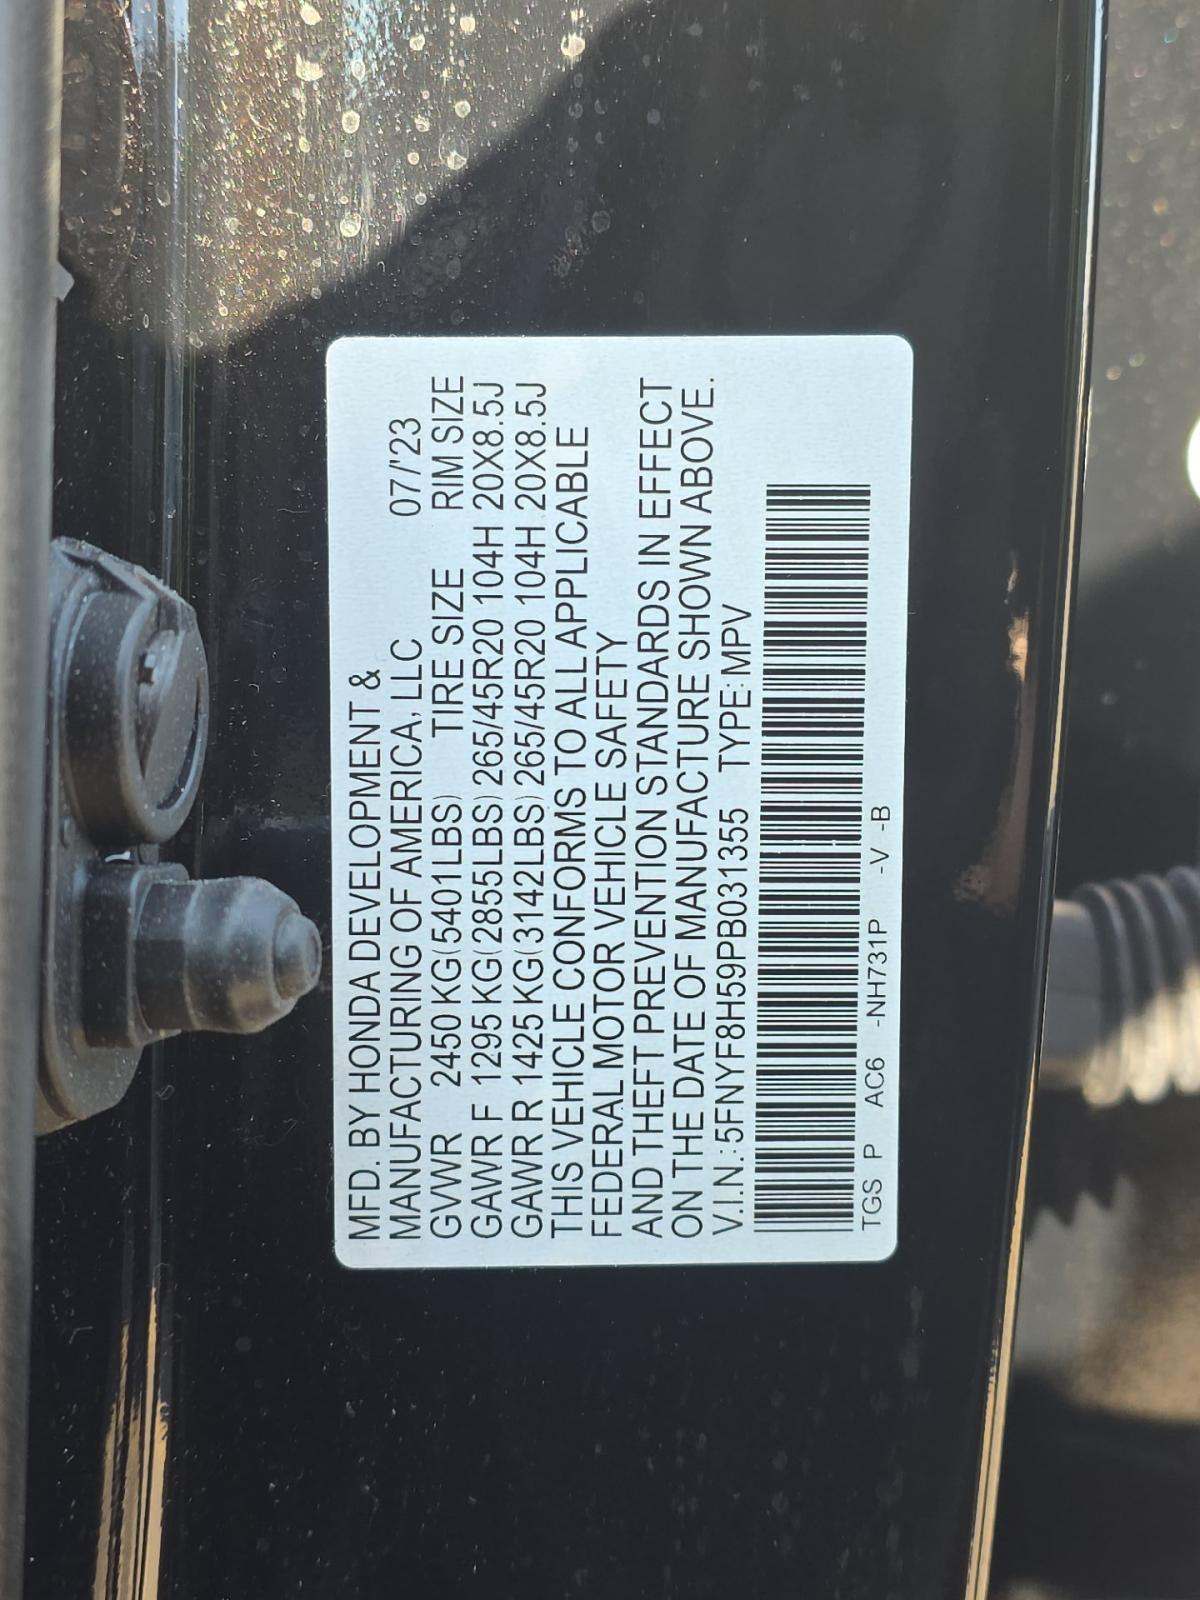 MFD. BY HONDA DEVELOPMENT &
MANUFACTURING OF AMERICA, LLC 07/'23
GVWR 2450 KG(5401LBS) TIRE SIZE RIM SIZE
GAWR F 1295 KG(2855LBS) 265/45R20 104H 20X8.5J
GAWR R 1425 KG(3142LBS) 265/45R20 104H 20X8.5J
THIS VEHICLE CONFORMS TO ALL APPLICABLE
FEDERAL MOTOR VEHICLE SAFETY
AND THEFT PREVENTION STANDARDS IN EFFECT
ON THE DATE OF MANUFACTURE SHOWN ABOVE.
V.I.N.: 5FNYF8H59PB031355 TYPE: MPV
TGS P AC6 -NH731P -V -B